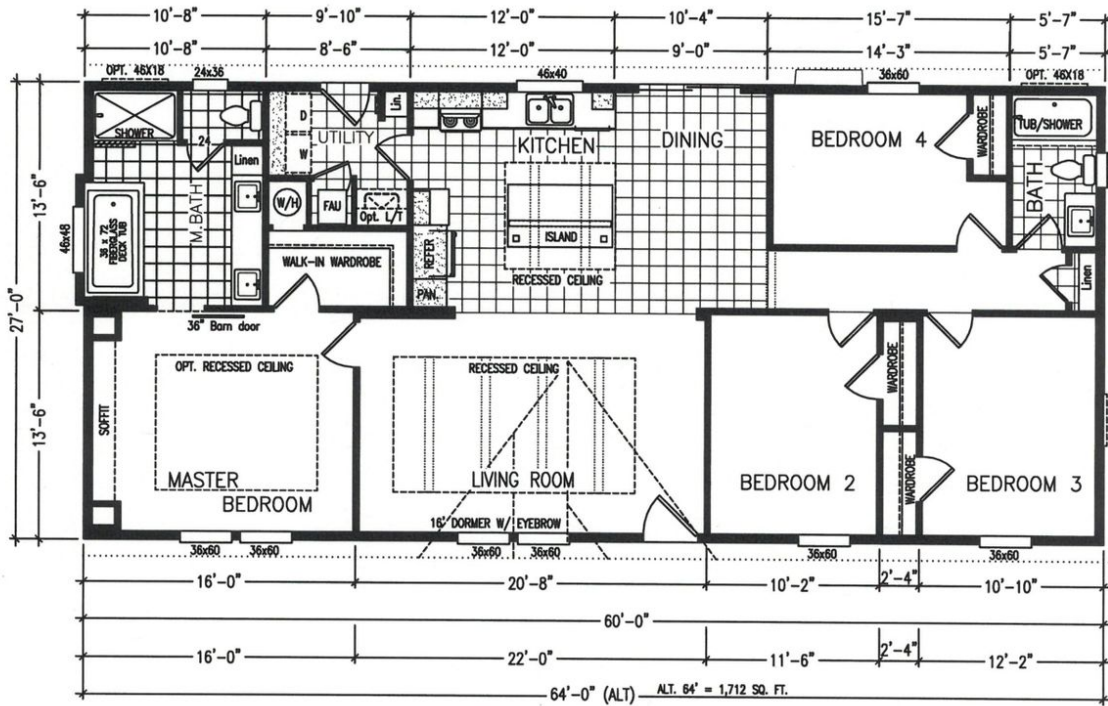 10'-8" 9'-10" 12'-0" 10'-4" 15'-7" 5'-7"
10'-8" 8'-6" 12'-0" 9'-0" 14'-3" 5'-7"
OPT. 46X18 24x36 46x40 36x60 OPT. 46X18
SHOWER
24
Linen
M.BATH
36 x 72
FIBERGLASS
DECK TUB
46x48
D
W
UTILITY
Lin.
W/H
FAU
Opt. L/T
WALK-IN WARDROBE
KITCHEN
DINING
ISLAND
RECESSED CEILING
REFER
PAN.
BEDROOM 4
WARDROBE
TUB/SHOWER
BATH
Linen
13'-6"
27'-0"
13'-6"
36" Barn door
OPT. RECESSED CEILING
SOFFIT
MASTER
BEDROOM
RECESSED CEILING
LIVING ROOM
16' DORMER W/ EYEBROW
BEDROOM 2
WARDROBE
WARDROBE
BEDROOM 3
36x60 36x60 36x60 36x60 36x60 36x60
16'-0" 20'-8" 10'-2" 2'-4" 10'-10"
60'-0"
16'-0" 22'-0" 11'-6" 2'-4" 12'-2"
64'-0" (ALT) ALT. 64' = 1,712 SQ. FT.